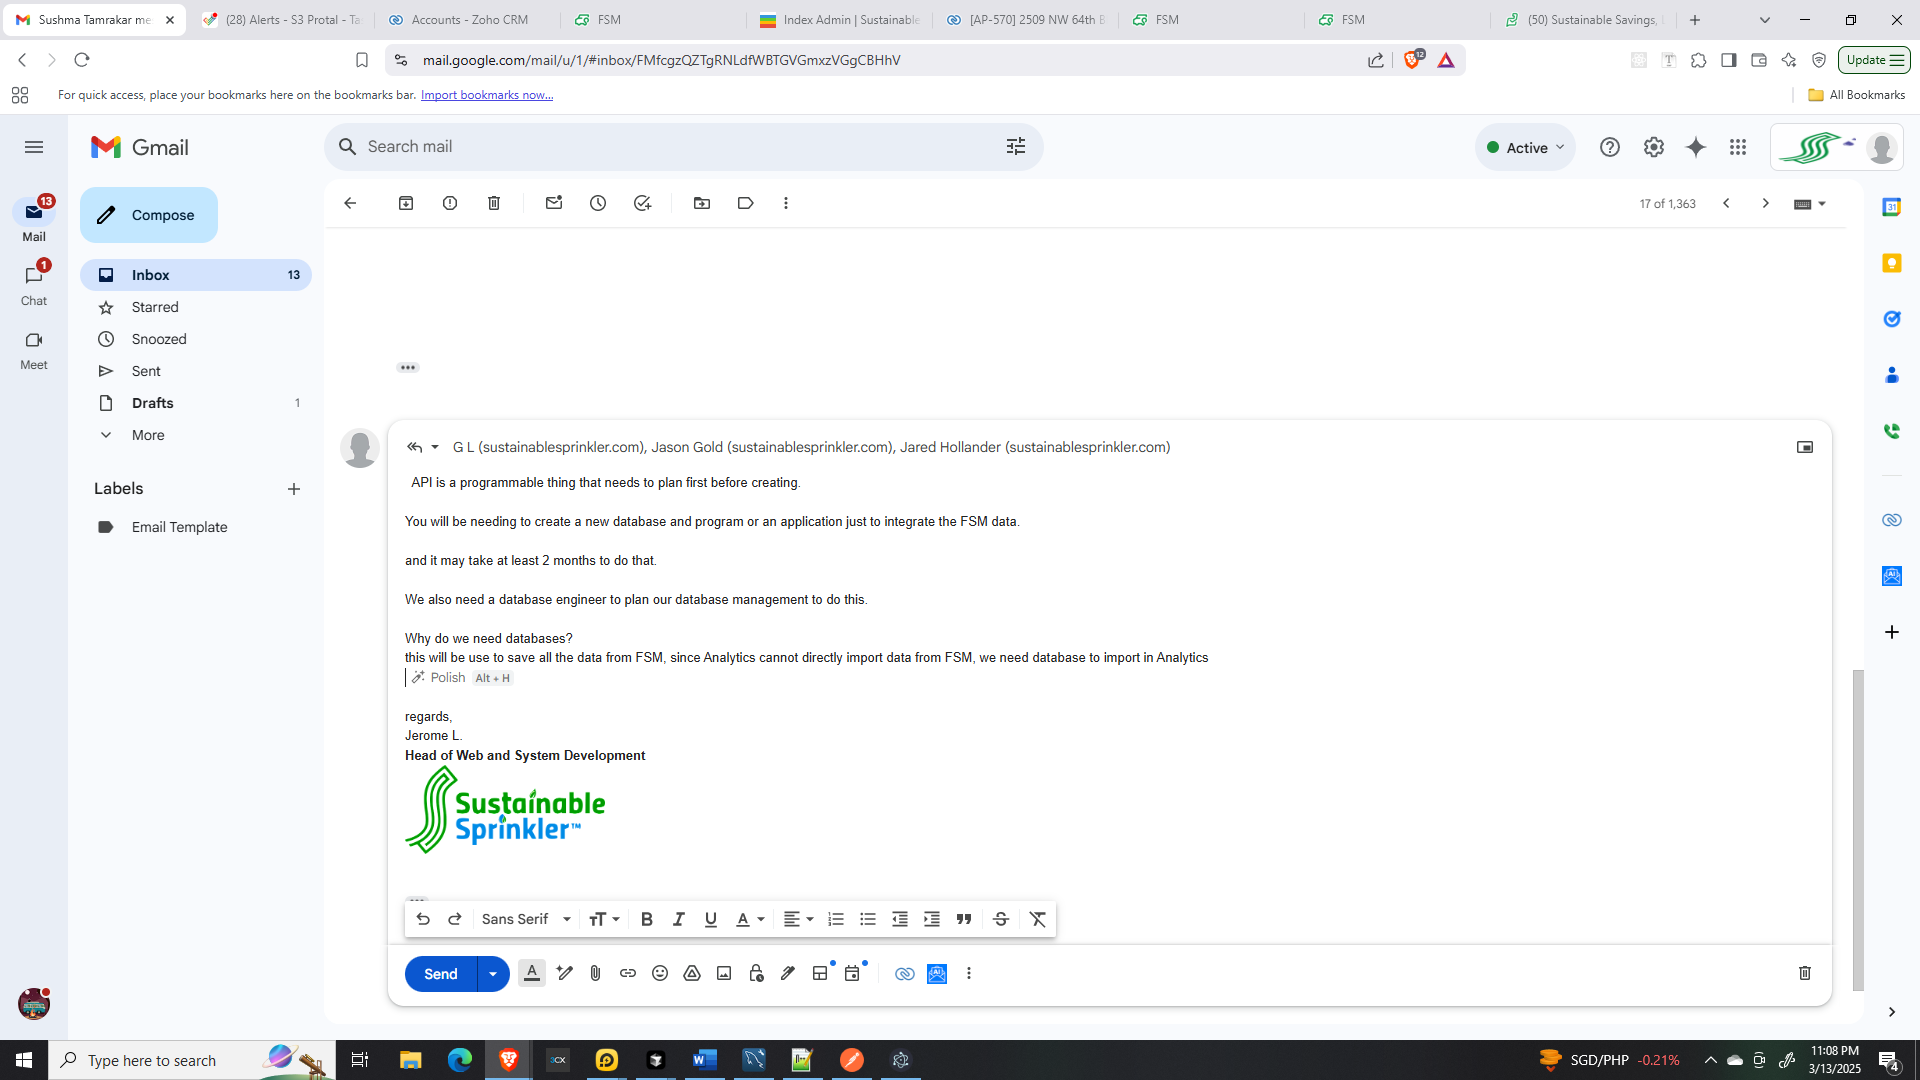 Sushma Tamrakar me
(28) Alerts - S3 Protal - Ta
Accounts - Zoho CRM
FSM
Index Admin | Sustainable
[AP-570] 2509 NW 64th B
FSM
FSM
(50) Sustainable Savings,
mail.google.com/mail/u/1/#inbox/FMfcgzQZTgRNLdfWBTGVGmxzVGgCBHhV
12
Update
For quick access, place your bookmarks here on the bookmarks bar. Import bookmarks now...
All Bookmarks
Gmail
Search mail
Active
13
Mail
1
Chat
Meet
Compose
Inbox 13
Starred
Snoozed
Sent
Drafts 1
More
Labels
Email Template
17 of 1,363
31
G L (sustainablesprinkler.com), Jason Gold (sustainablesprinkler.com), Jared Hollander (sustainablesprinkler.com)
API is a programmable thing that needs to plan first before creating.
You will be needing to create a new database and program or an application just to integrate the FSM data.
and it may take at least 2 months to do that.
We also need a database engineer to plan our database management to do this.
Why do we need databases?
this will be use to save all the data from FSM, since Analytics cannot directly import data from FSM, we need database to import in Analytics
Polish Alt + H
regards,
Jerome L.
Head of Web and System Development
Sustainable
Sprinkler™
Sans Serif
Send
Type here to search
SGD/PHP -0.21%
11:08 PM
3/13/2025
4